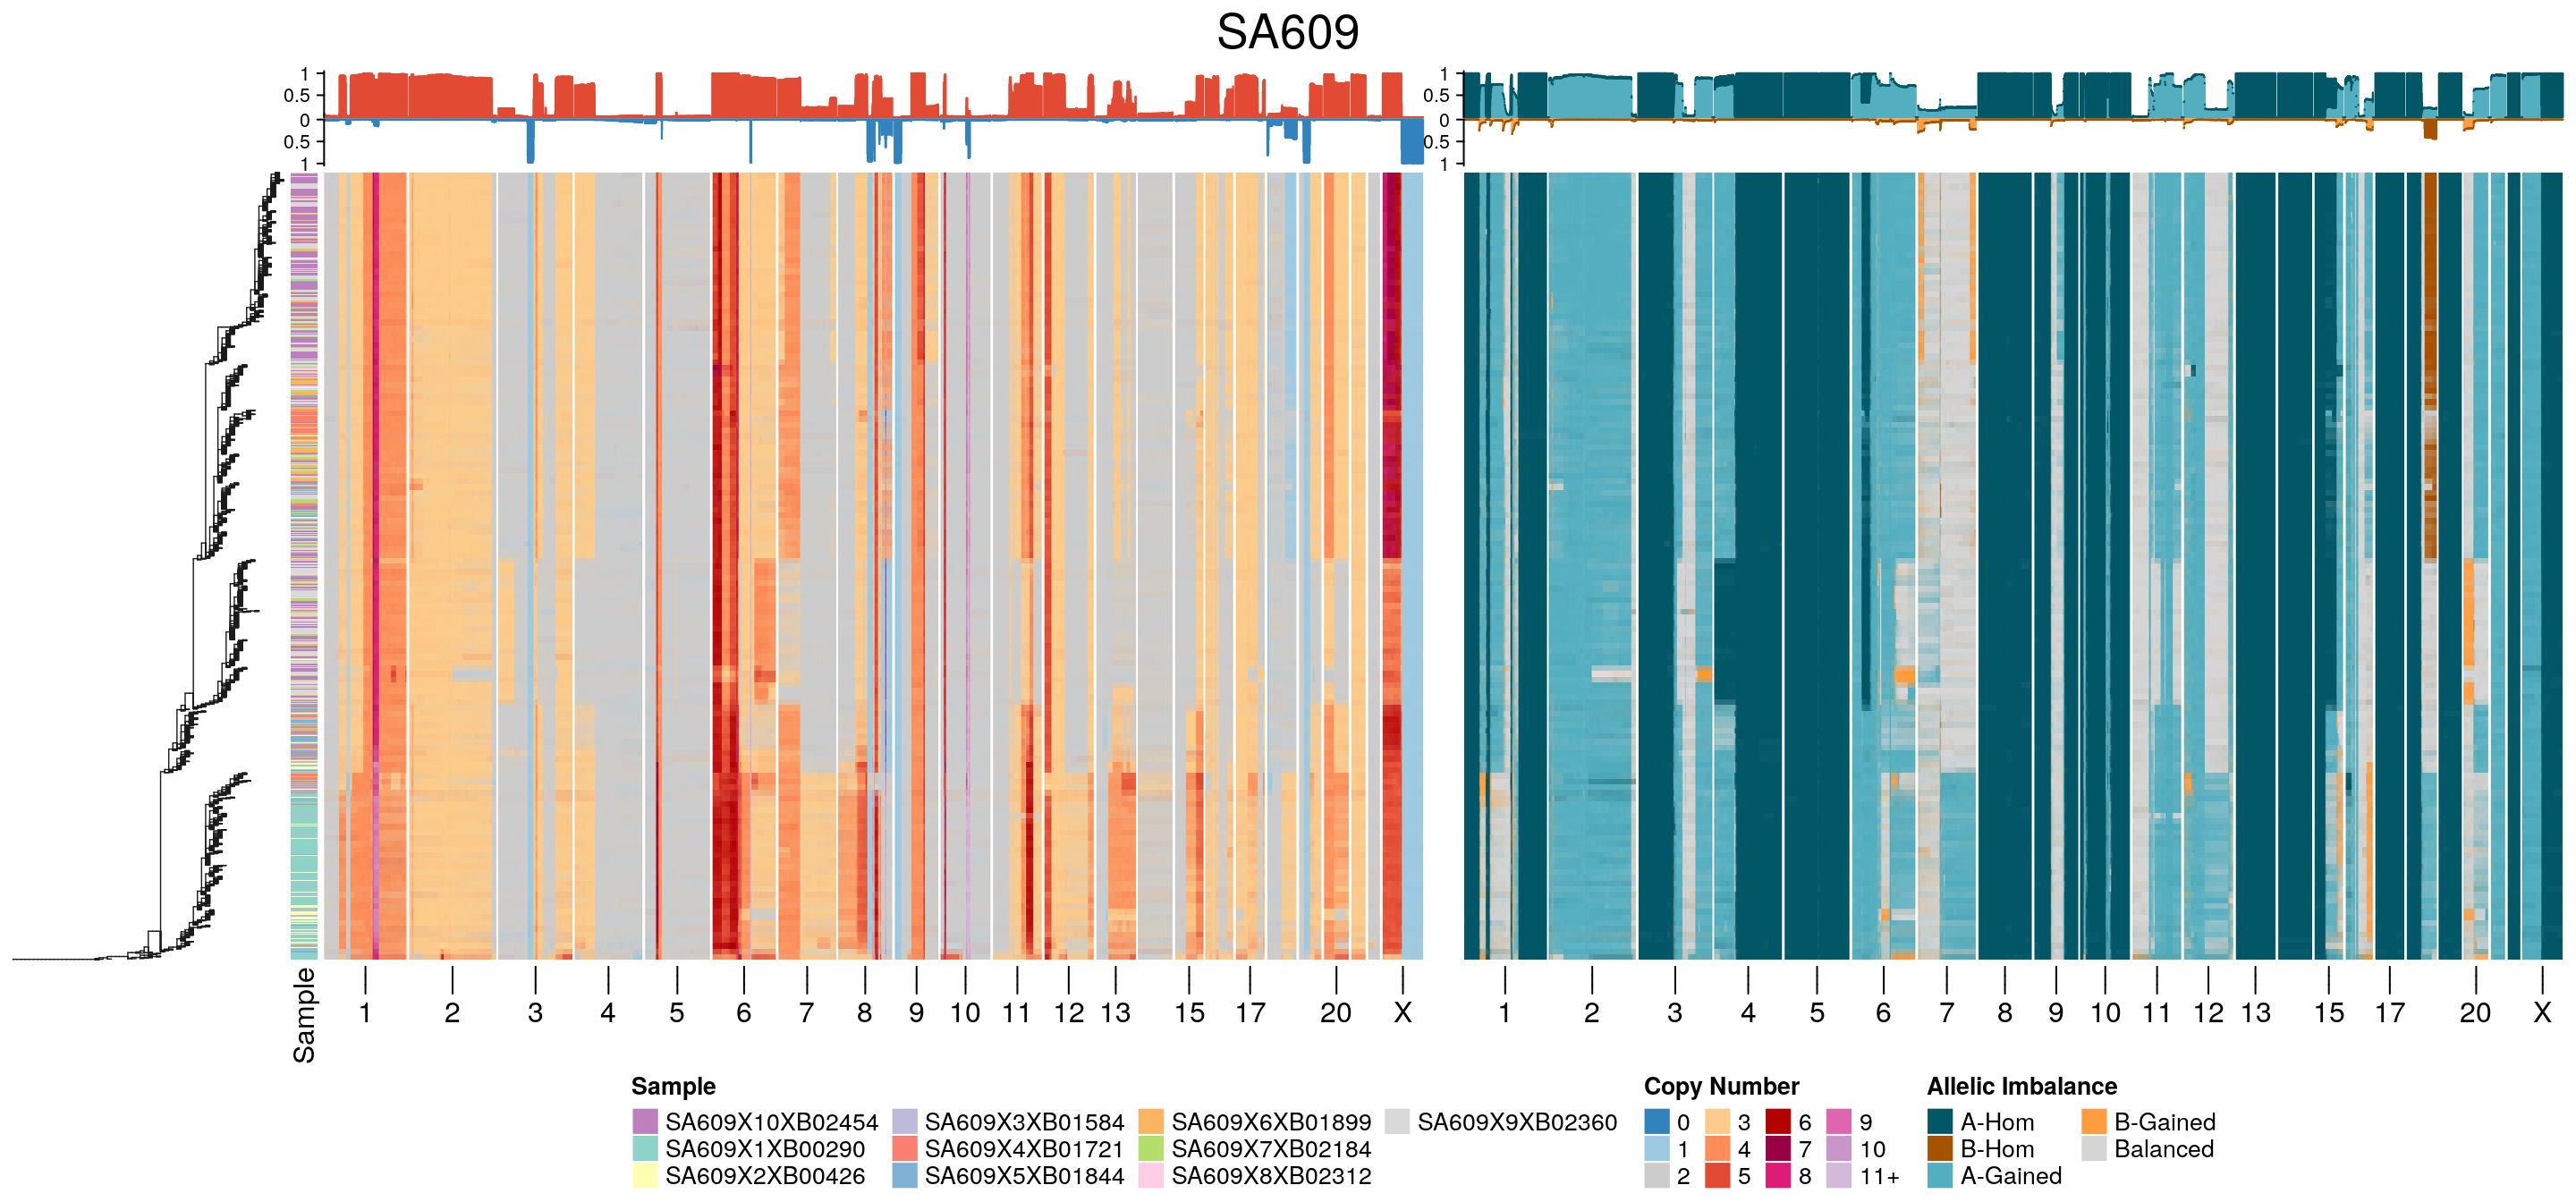 SA609
1
0.5
0
0.5
1
1
0.5
0
0.5
1
Sample
1 2 3 4 5 6 7 8 9 10 11 12 13 15 17 20 X
1 2 3 4 5 6 7 8 9 10 11 12 13 15 17 20 X
Sample
SA609X10XB02454 SA609X3XB01584 SA609X6XB01899 SA609X9XB02360
SA609X1XB00290 SA609X4XB01721 SA609X7XB02184
SA609X2XB00426 SA609X5XB01844 SA609X8XB02312
Copy Number
0 3 6 9
1 4 7 10
2 5 8 11+
Allelic Imbalance
A-Hom B-Gained
B-Hom Balanced
A-Gained